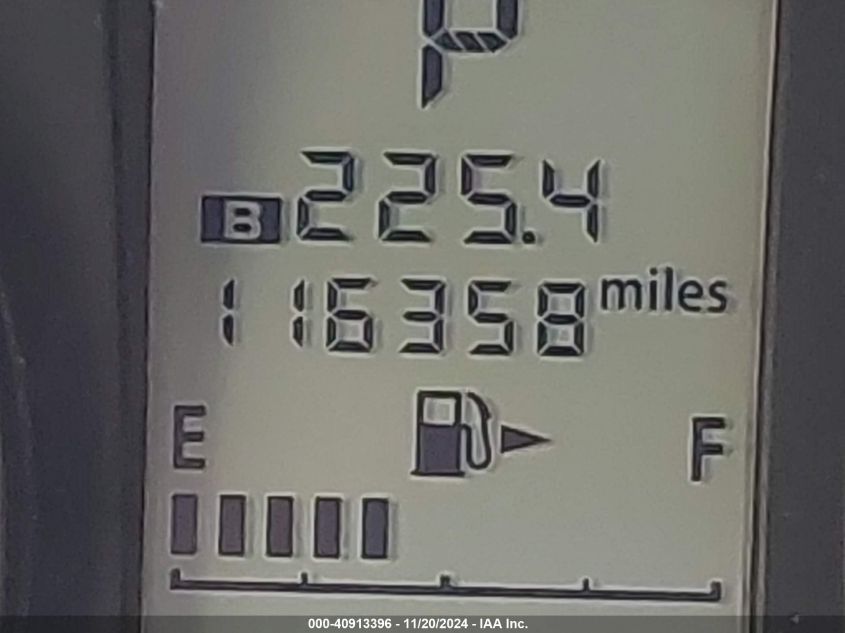 P
B 225.4
116358 miles
E F
000-40913396 - 11/20/2024 - IAA Inc.